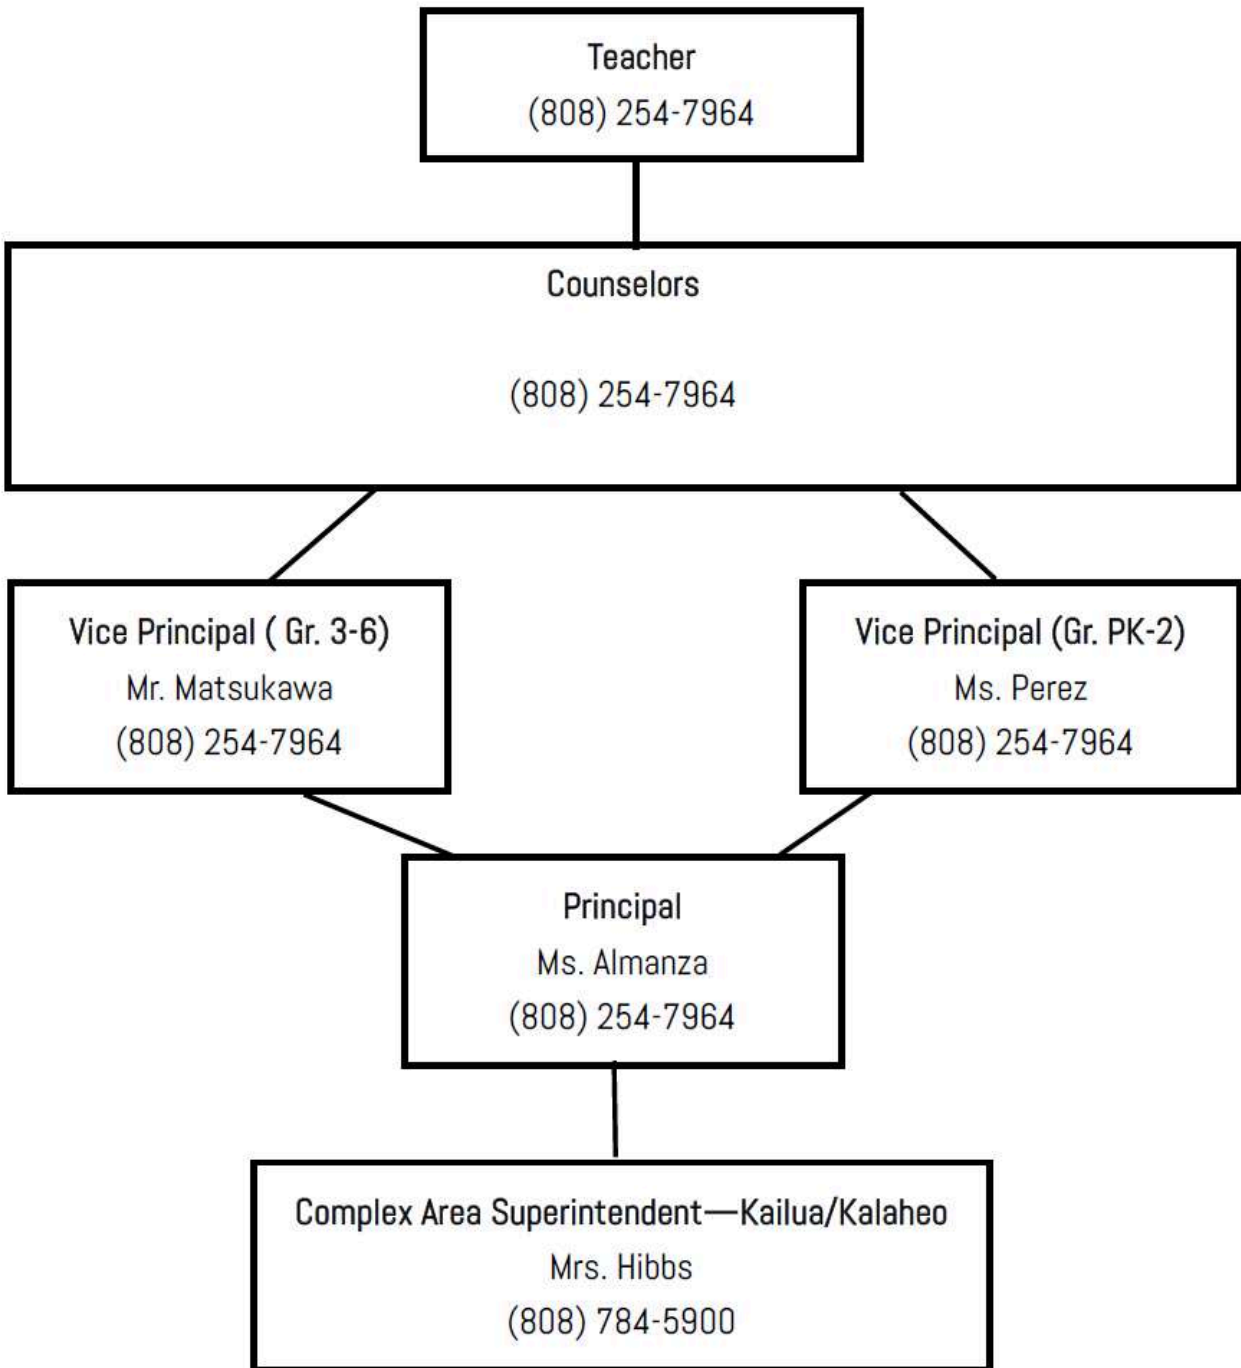 Teacher
(808) 254-7964
Counselors
(808) 254-7964
Vice Principal ( Gr. 3-6)
Mr. Matsukawa
(808) 254-7964
Vice Principal (Gr. PK-2)
Ms. Perez
(808) 254-7964
Principal
Ms. Almanza
(808) 254-7964
Complex Area Superintendent—Kailua/Kalaheo
Mrs. Hibbs
(808) 784-5900